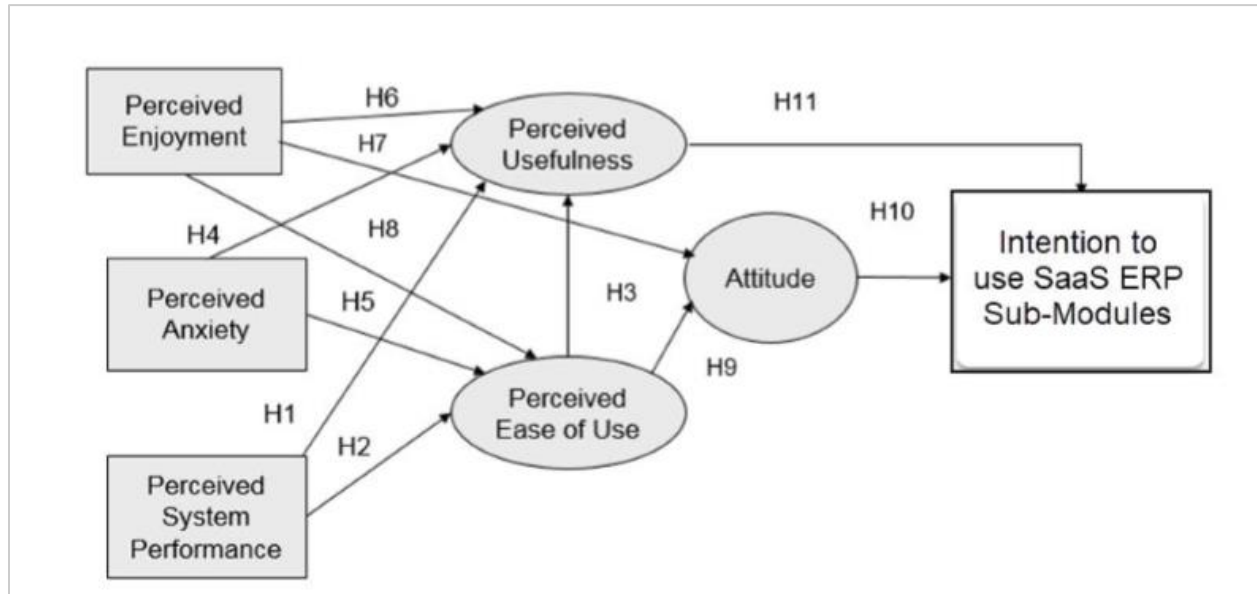 H6
H11
Perceived
Enjoyment
Perceived
Usefulness
H7
H4
H8
H10
Intention to
use SaaS ERP
Sub-Modules
Attitude
Perceived
Anxiety
H5
H3
H9
H1
H2
Perceived
Ease of Use
Perceived
System
Performance